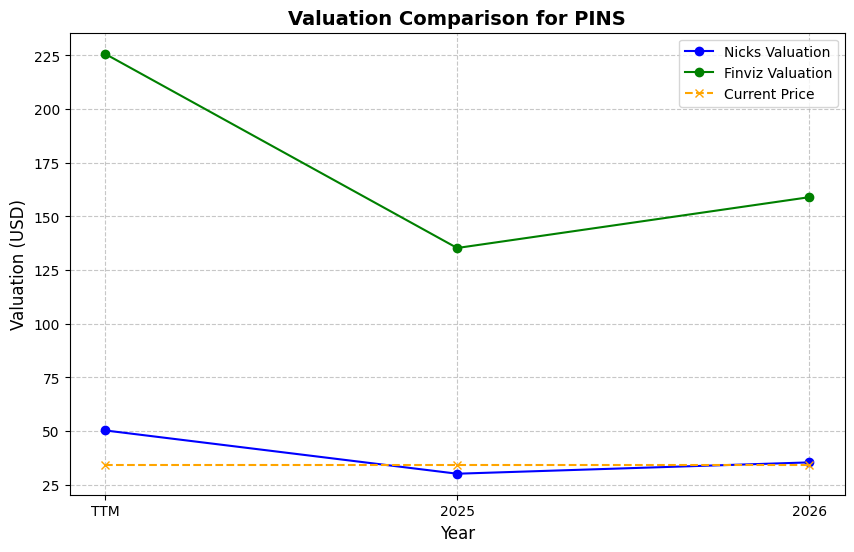 Valuation Comparison for PINS
Nicks Valuation
Finviz Valuation
Current Price
Valuation (USD)
225
200
175
150
125
100
75
50
25
TTM
2025
2026
Year